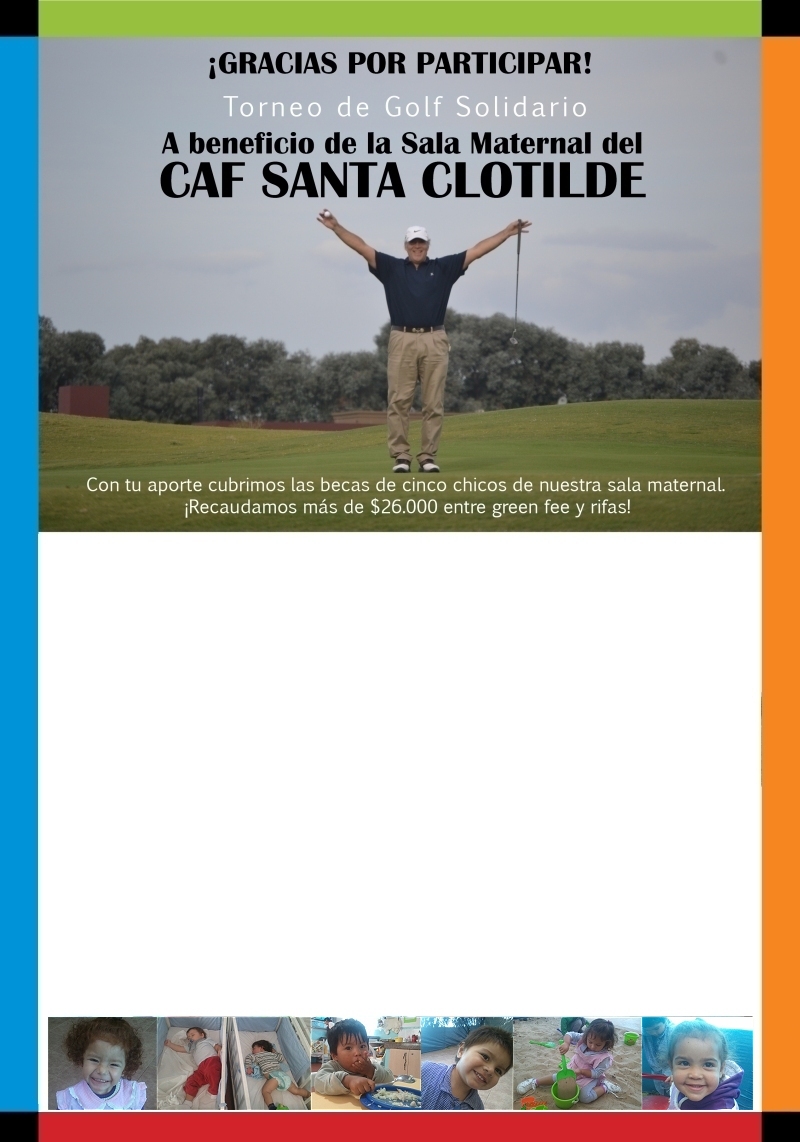 ¡GRACIAS POR PARTICIPAR!
Torneo de Golf Solidario
A beneficio de la Sala Maternal del
CAF SANTA CLOTILDE
Con tu aporte cubrimos las becas de cinco chicos de nuestra sala maternal.
¡Recaudamos más de $26.000 entre green fee y rifas!